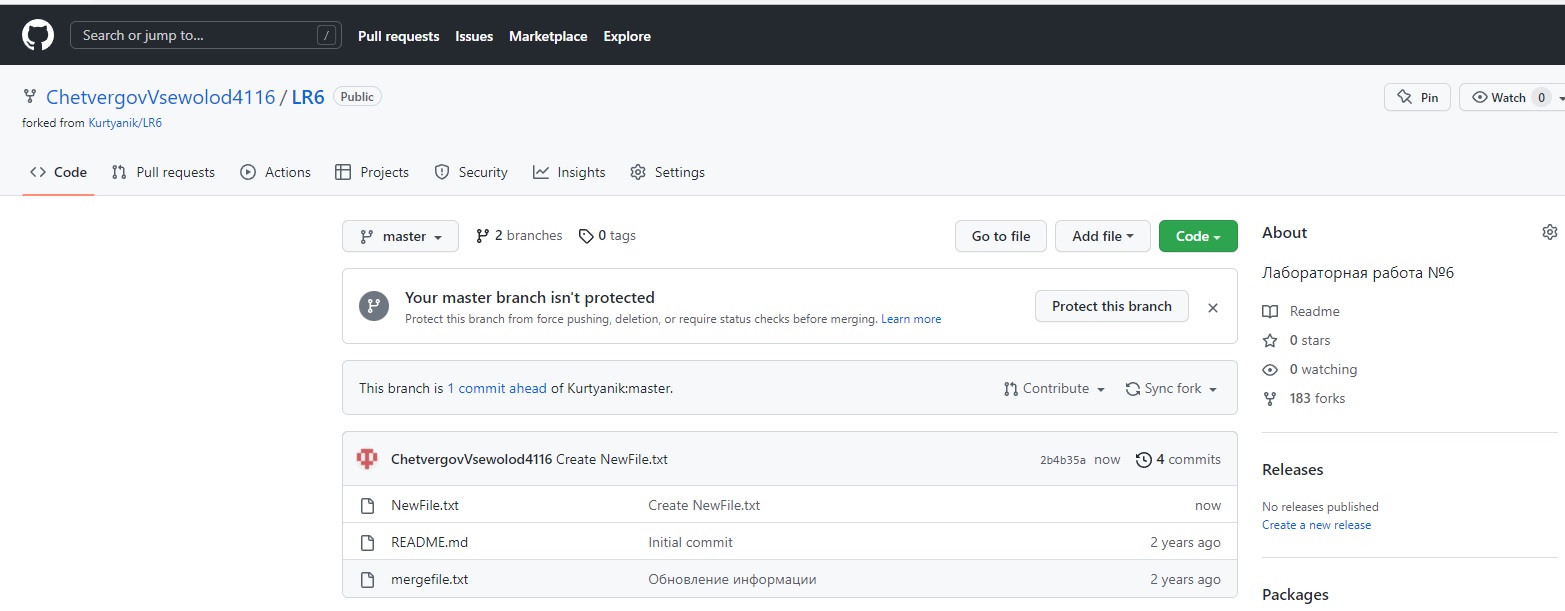 Search or jump to... / Pull requests Issues Marketplace Explore
ChetvergovVsewolod4116 / LR6 Public Pin Watch 0
forked from Kurtyanik/LR6
Code Pull requests Actions Projects Security Insights Settings
master 2 branches 0 tags Go to file Add file Code
Your master branch isn't protected
Protect this branch from force pushing, deletion, or require status checks before merging. Learn more
Protect this branch
This branch is 1 commit ahead of Kurtyanik:master. Contribute Sync fork
ChetvergovVsewolod4116 Create NewFile.txt 2b4b35a now 4 commits
NewFile.txt Create NewFile.txt now
README.md Initial commit 2 years ago
mergefile.txt Обновление информации 2 years ago
About
Лабораторная работа №6
Readme
0 stars
0 watching
183 forks
Releases
No releases published
Create a new release
Packages